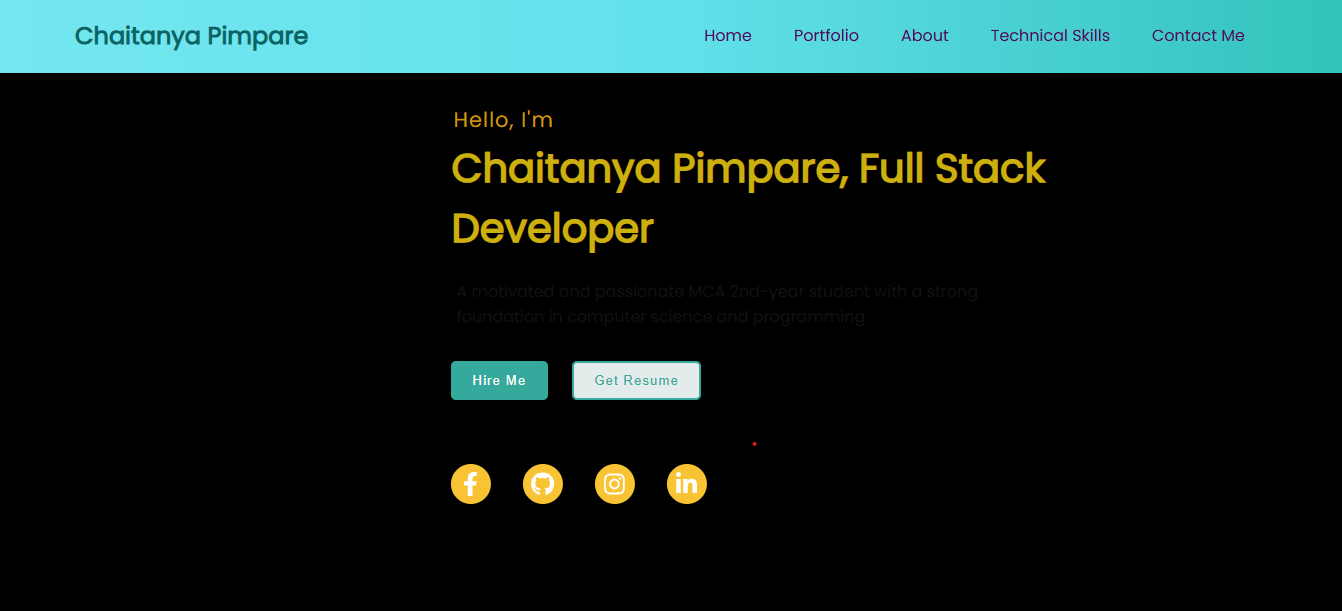 Chaitanya Pimpare
Home Portfolio About Technical Skills Contact Me
Hello, I'm
Chaitanya Pimpare, Full Stack
Developer
A motivated and passionate MCA 2nd-year student with a strong
foundation in computer science and programming
Hire Me
Get Resume